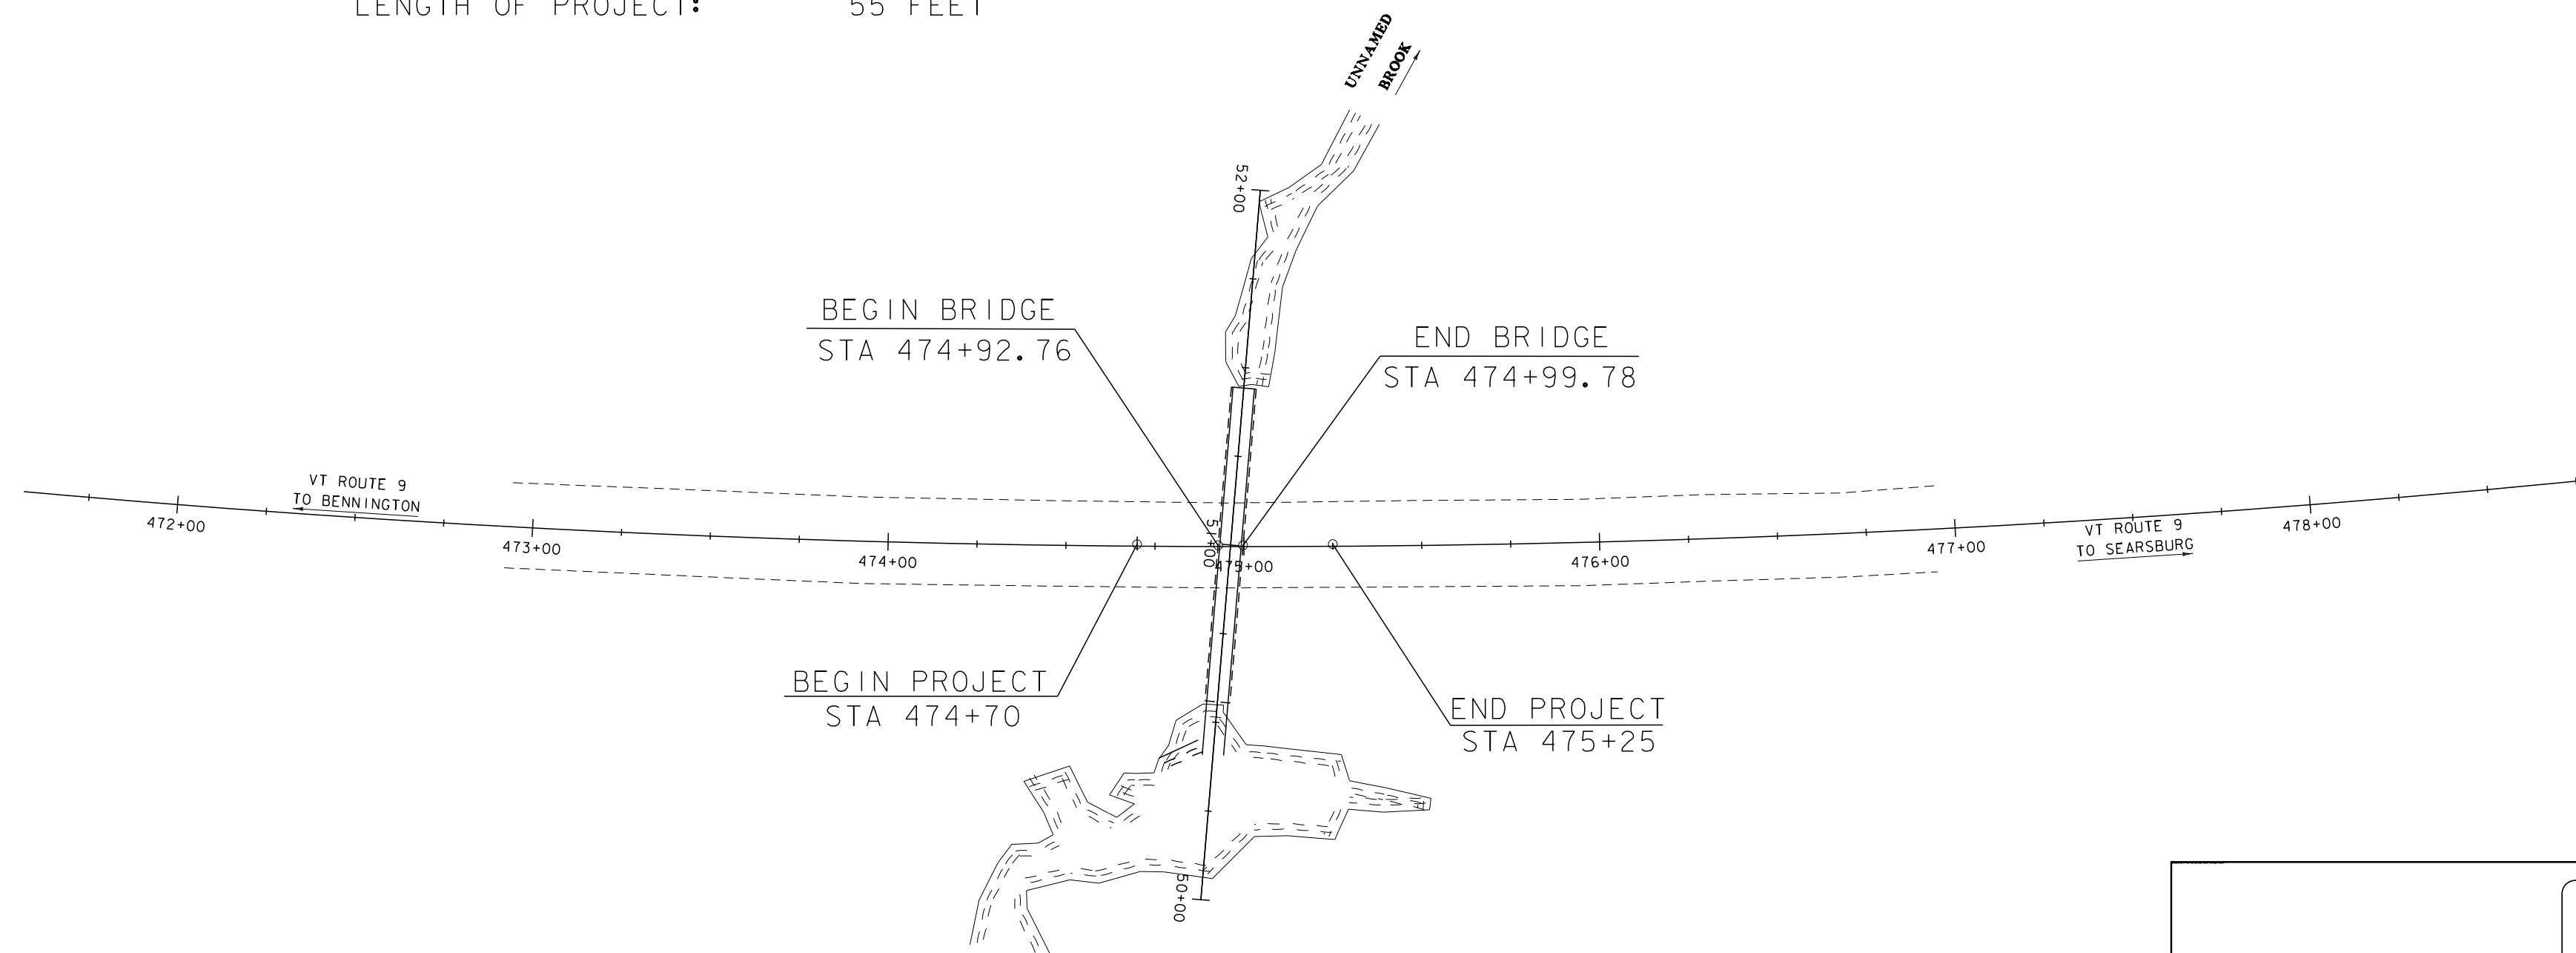 LENGTH OF PROJECT: 55 FEET
UNNAMED
BROOK
52+00
BEGIN BRIDGE
STA 474+92.76
END BRIDGE
STA 474+99.78
VT ROUTE 9
TO BENNINGTON
472+00
473+00
474+00
51+00
475+00
476+00
477+00
VT ROUTE 9
TO SEARSBURG
478+00
BEGIN PROJECT
STA 474+70
END PROJECT
STA 475+25
50+00